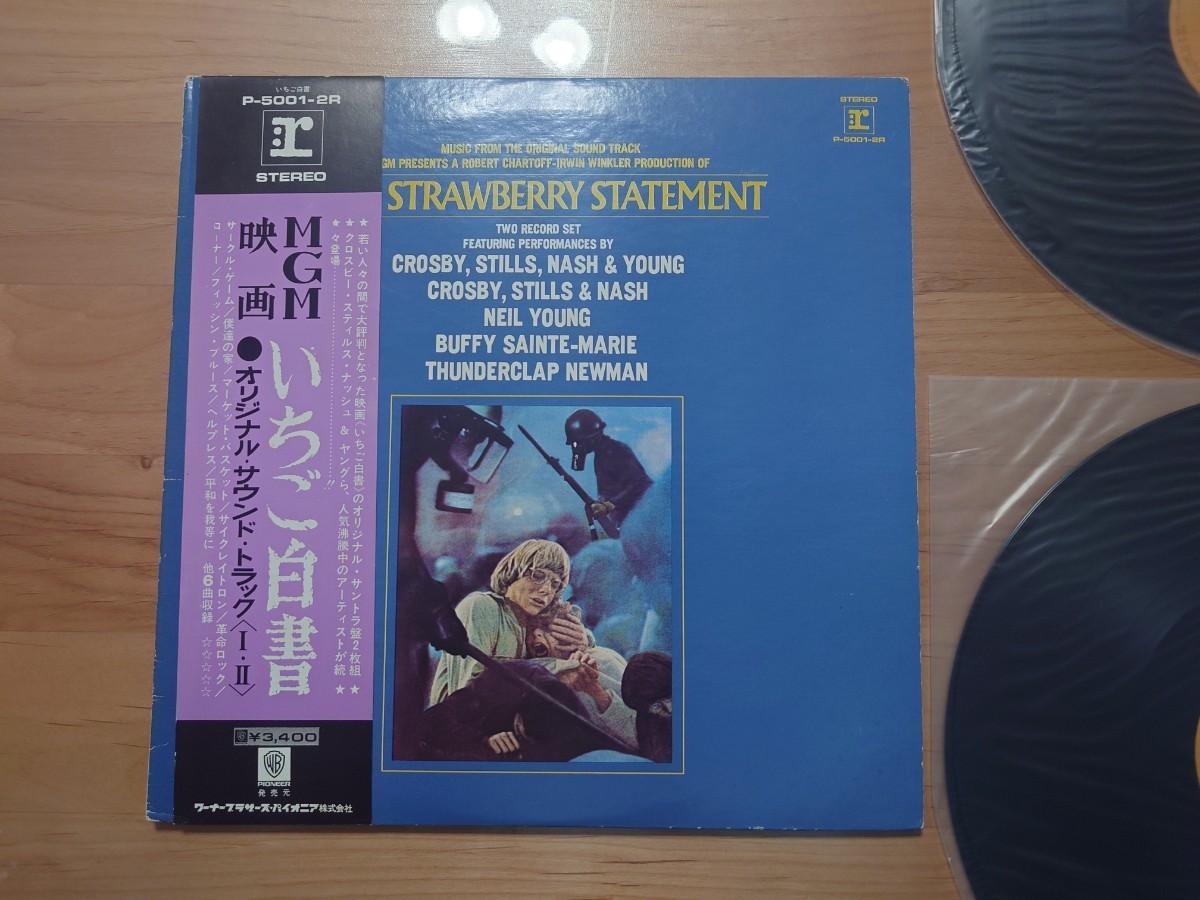 いちご白書
P-5001-2R
r
STEREO
★若い人々の間で大評判となった映画《いちご白書》のオリジナル・サントラ盤2枚組★
★クロスビー・スティルス・ナッシュ & ヤングら、人気沸騰中のアーティストが続★
★々登場…………………!!
MGM
映画
●オリジナル・サウンド・トラック〈I・II〉
いちご白書
サークル・ゲーム/僕達の家/マーケット・バスケット/サイクレイトロン/革命ロック/
コーナー/フィッシン・ブルース/ヘルプレス/平和を我等に 他6曲収録 ☆☆☆☆☆
¥3,400
WB
PIONEER
発売元
ワーナーブラザーズ・パイオニア株式会社
STEREO
r
P-5001-2R
MUSIC FROM THE ORIGINAL SOUND TRACK
GM PRESENTS A ROBERT CHARTOFF-IRWIN WINKLER PRODUCTION OF
STRAWBERRY STATEMENT
TWO RECORD SET
FEATURING PERFORMANCES BY
CROSBY, STILLS, NASH & YOUNG
CROSBY, STILLS & NASH
NEIL YOUNG
BUFFY SAINTE-MARIE
THUNDERCLAP NEWMAN